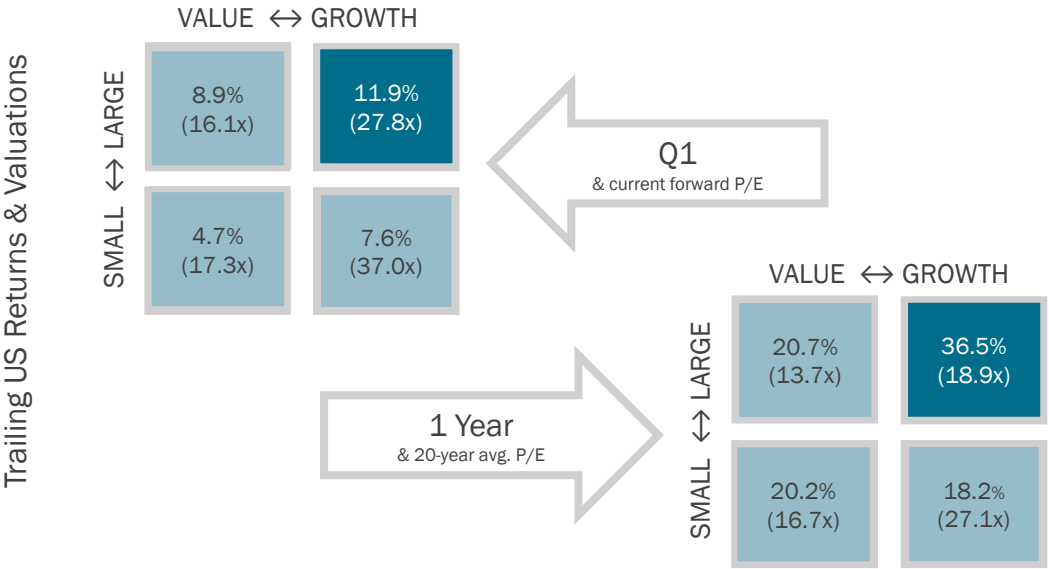 Trailing US Returns & Valuations
VALUE ↔ GROWTH
SMALL ↔ LARGE
8.9%
(16.1x)
11.9%
(27.8x)
4.7%
(17.3x)
7.6%
(37.0x)
Q1
& current forward P/E
1 Year
& 20-year avg. P/E
VALUE ↔ GROWTH
SMALL ↔ LARGE
20.7%
(13.7x)
36.5%
(18.9x)
20.2%
(16.7x)
18.2%
(27.1x)